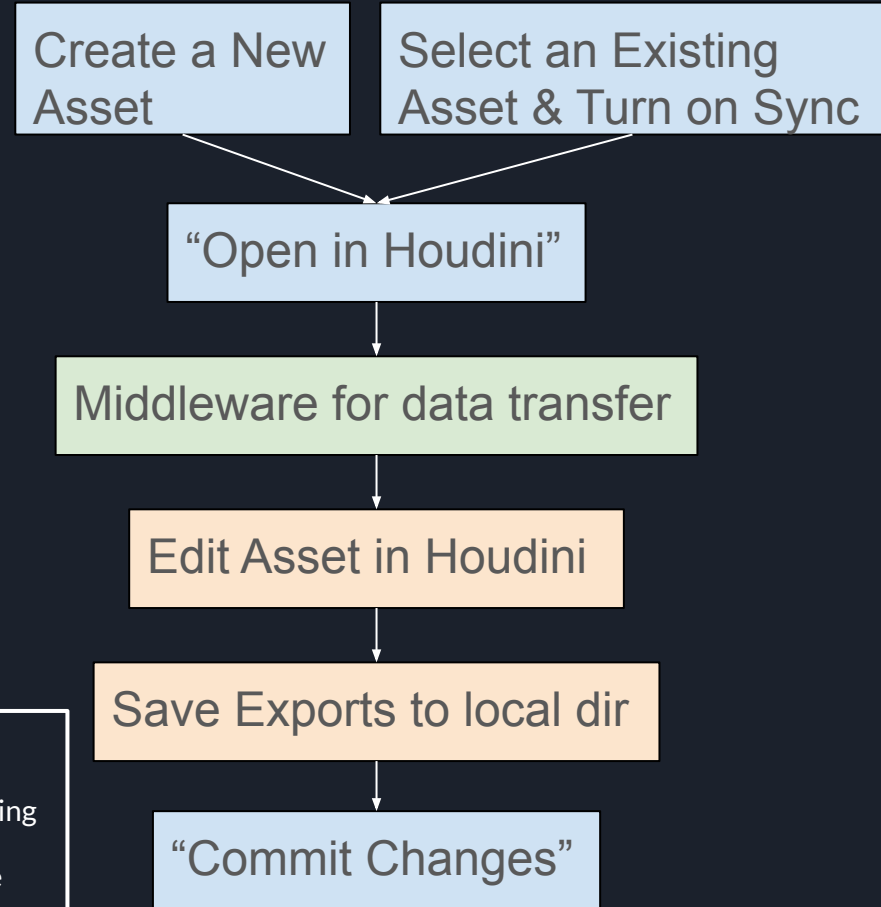 Create a New
Asset
Select an Existing
Asset & Turn on Sync
“Open in Houdini”
Middleware for data transfer
Edit Asset in Houdini
Save Exports to local dir
“Commit Changes”